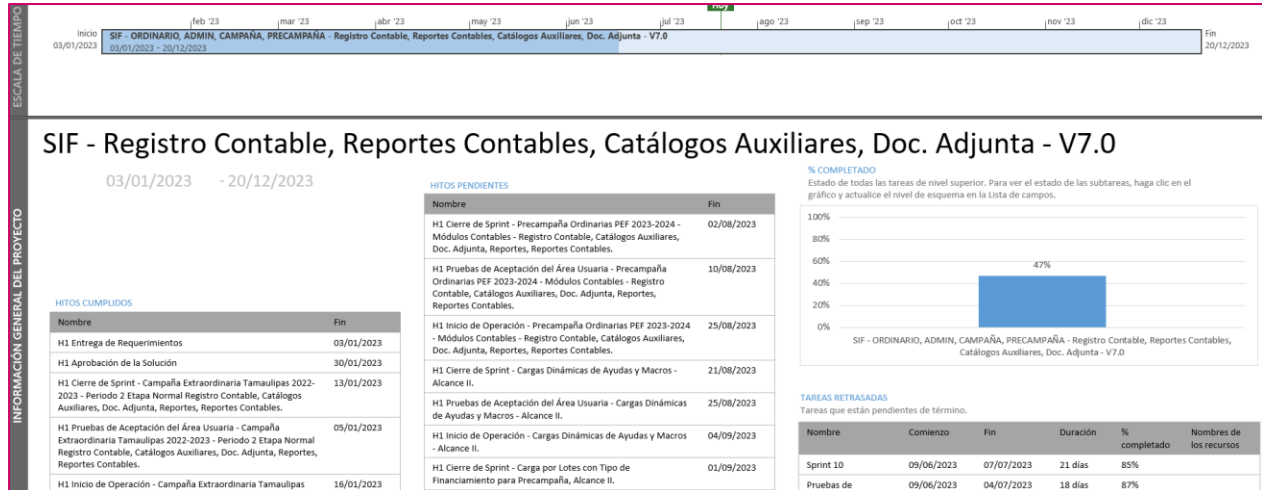 ESCALA DE TIEMPO
Hoy
feb '23 mar '23 abr '23 may '23 jun '23 jul '23 ago '23 sep '23 oct '23 nov '23 dic '23
Inicio
03/01/2023
SIF - ORDINARIO, ADMIN, CAMPAÑA, PRECAMPAÑA - Registro Contable, Reportes Contables, Catálogos Auxiliares, Doc. Adjunta - V7.0
03/01/2023 - 20/12/2023
Fin
20/12/2023
INFORMACIÓN GENERAL DEL PROYECTO
SIF - Registro Contable, Reportes Contables, Catálogos Auxiliares, Doc. Adjunta - V7.0
03/01/2023 - 20/12/2023
HITOS CUMPLIDOS
Nombre Fin
H1 Entrega de Requerimientos 03/01/2023
H1 Aprobación de la Solución 30/01/2023
H1 Cierre de Sprint - Campaña Extraordinaria Tamaulipas 2022- 13/01/2023
2023 - Periodo 2 Etapa Normal Registro Contable, Catálogos
Auxiliares, Doc. Adjunta, Reportes, Reportes Contables.
H1 Pruebas de Aceptación del Área Usuaria - Campaña 05/01/2023
Extraordinaria Tamaulipas 2022-2023 - Periodo 2 Etapa Normal
Registro Contable, Catálogos Auxiliares, Doc. Adjunta, Reportes,
Reportes Contables.
H1 Inicio de Operación - Campaña Extraordinaria Tamaulipas 16/01/2023
HITOS PENDIENTES
Nombre Fin
H1 Cierre de Sprint - Precampaña Ordinarias PEF 2023-2024 - 02/08/2023
Módulos Contables - Registro Contable, Catálogos Auxiliares,
Doc. Adjunta, Reportes, Reportes Contables.
H1 Pruebas de Aceptación del Área Usuaria - Precampaña 10/08/2023
Ordinarias PEF 2023-2024 - Módulos Contables - Registro
Contable, Catálogos Auxiliares, Doc. Adjunta, Reportes,
Reportes Contables.
H1 Inicio de Operación - Precampaña Ordinarias PEF 2023-2024 25/08/2023
- Módulos Contables - Registro Contable, Catálogos Auxiliares,
Doc. Adjunta, Reportes, Reportes Contables.
H1 Cierre de Sprint - Cargas Dinámicas de Ayudas y Macros - 21/08/2023
Alcance II.
H1 Pruebas de Aceptación del Área Usuaria - Cargas Dinámicas 25/08/2023
de Ayudas y Macros - Alcance II.
H1 Inicio de Operación - Cargas Dinámicas de Ayudas y Macros 04/09/2023
- Alcance II.
H1 Cierre de Sprint - Carga por Lotes con Tipo de 01/09/2023
Financiamiento para Precampaña, Alcance II.
% COMPLETADO
Estado de todas las tareas de nivel superior. Para ver el estado de las subtareas, haga clic en el
gráfico y actualice el nivel de esquema en la Lista de campos.
100%
80%
60%
40%
20%
0%
47%
SIF - ORDINARIO, ADMIN, CAMPAÑA, PRECAMPAÑA - Registro Contable, Reportes Contables,
Catálogos Auxiliares, Doc. Adjunta - V7.0
TAREAS RETRASADAS
Tareas que están pendientes de término.
Nombre Comienzo Fin Duración % completado Nombres de los recursos
Sprint 10 09/06/2023 07/07/2023 21 días 85%
Pruebas de 09/06/2023 04/07/2023 18 días 87%